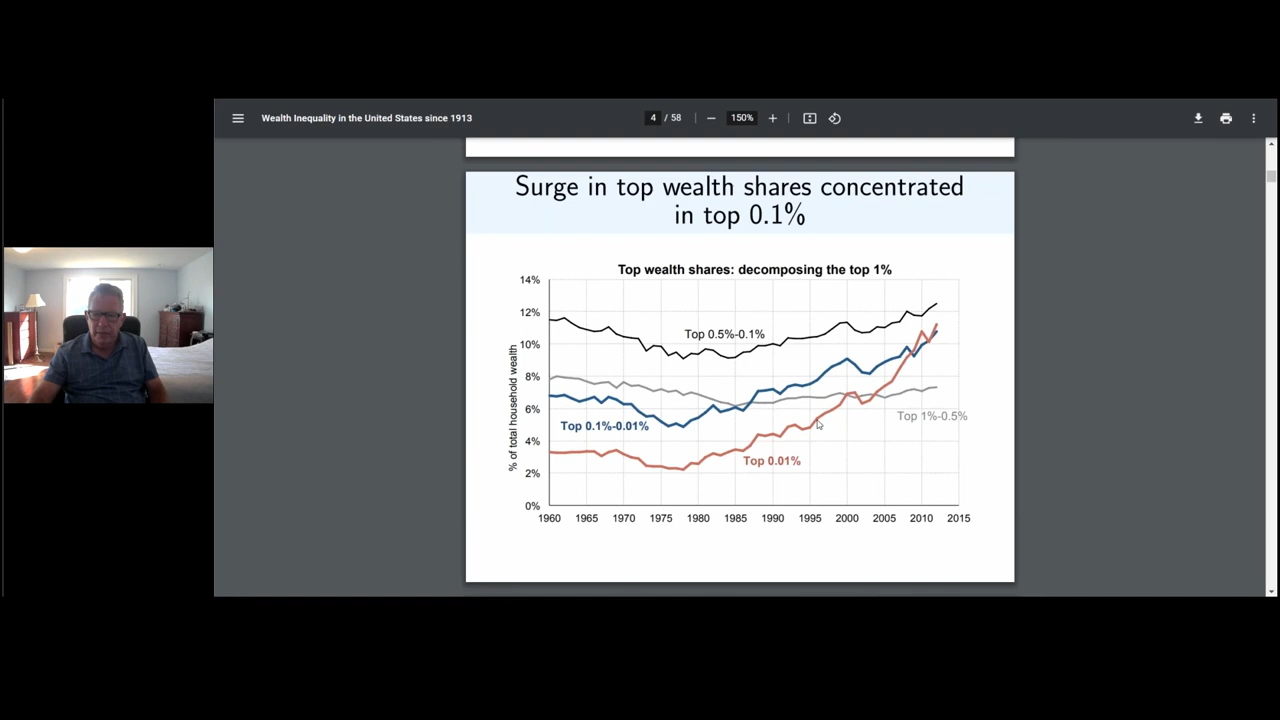 Wealth Inequality in the United States since 1913
4 / 58
150%
Surge in top wealth shares concentrated
in top 0.1%
Top wealth shares: decomposing the top 1%
% of total household wealth
14%
12%
10%
8%
6%
4%
2%
0%
Top 0.5%-0.1%
Top 1%-0.5%
Top 0.1%-0.01%
Top 0.01%
1960 1965 1970 1975 1980 1985 1990 1995 2000 2005 2010 2015